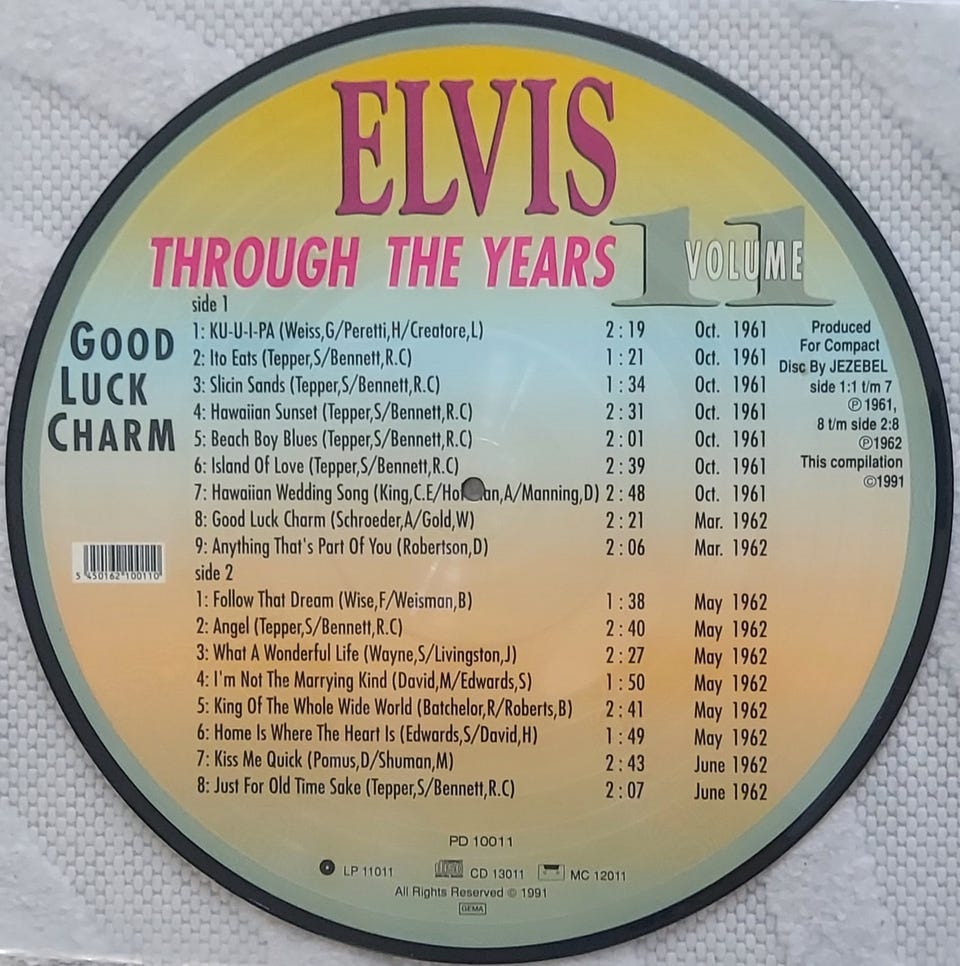 ELVIS
THROUGH THE YEARS 11 VOLUME
GOOD
LUCK
CHARM
side 1
1: KU-U-I-PA (Weiss,G/Peretti,H/Creatore,L) 2:19 Oct. 1961
2: Ito Eats (Tepper,S/Bennett,R.C) 1:21 Oct. 1961
3: Slicin Sands (Tepper,S/Bennett,R.C) 1:34 Oct. 1961
4: Hawaiian Sunset (Tepper,S/Bennett,R.C) 2:31 Oct. 1961
5: Beach Boy Blues (Tepper,S/Bennett,R.C) 2:01 Oct. 1961
6: Island Of Love (Tepper,S/Bennett,R.C) 2:39 Oct. 1961
7: Hawaiian Wedding Song (King,C.E/ /Manning,D) 2:48 Oct. 1961
8: Good Luck Charm (Schroeder,A/Gold,W) 2:21 Mar. 1962
9: Anything That's Part Of You (Robertson,D) 2:06 Mar. 1962
side 2
1: Follow That Dream (Wise,F/Weisman,B) 1:38 May 1962
2: Angel (Tepper,S/Bennett,R.C) 2:40 May 1962
3: What A Wonderful Life (Wayne,S/Livingston,J) 2:27 May 1962
4: I'm Not The Marrying Kind (David,M/Edwards,S) 1:50 May 1962
5: King Of The Whole Wide World (Batchelor,R/Roberts,B) 2:41 May 1962
6: Home Is Where The Heart Is (Edwards,S/David,H) 1:49 May 1962
7: Kiss Me Quick (Pomus,D/Shuman,M) 2:43 June 1962
8: Just For Old Time Sake (Tepper,S/Bennett,R.C) 2:07 June 1962
Produced
For Compact
Disc By JEZEBEL
side 1:1 t/m 7
℗ 1961,
8 t/m side 2:8
℗1962
This compilation
©1991
5 450162 100110
PD 10011
LP 11011 CD 13011 MC 12011
All Rights Reserved © 1991
GEMA